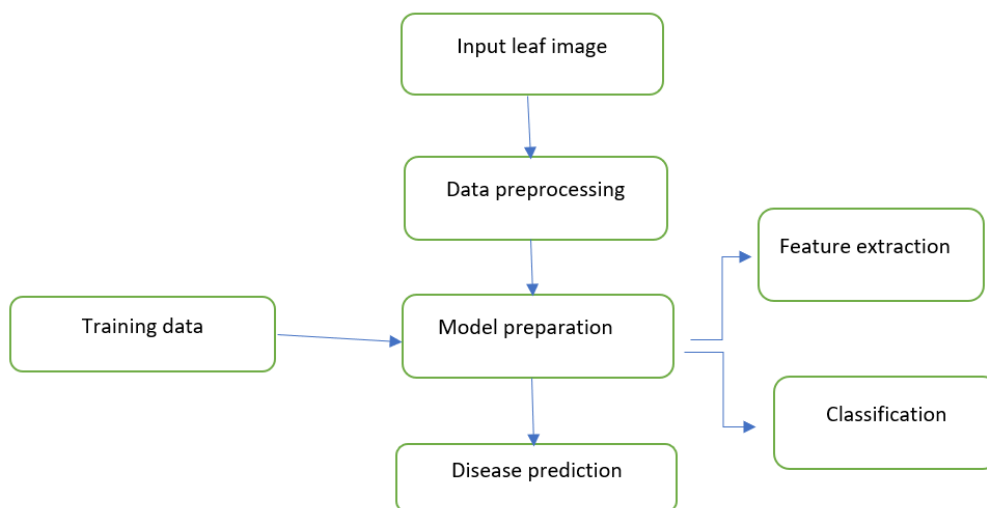 Input leaf image
Data preprocessing
Feature extraction
Training data
Model preparation
Classification
Disease prediction